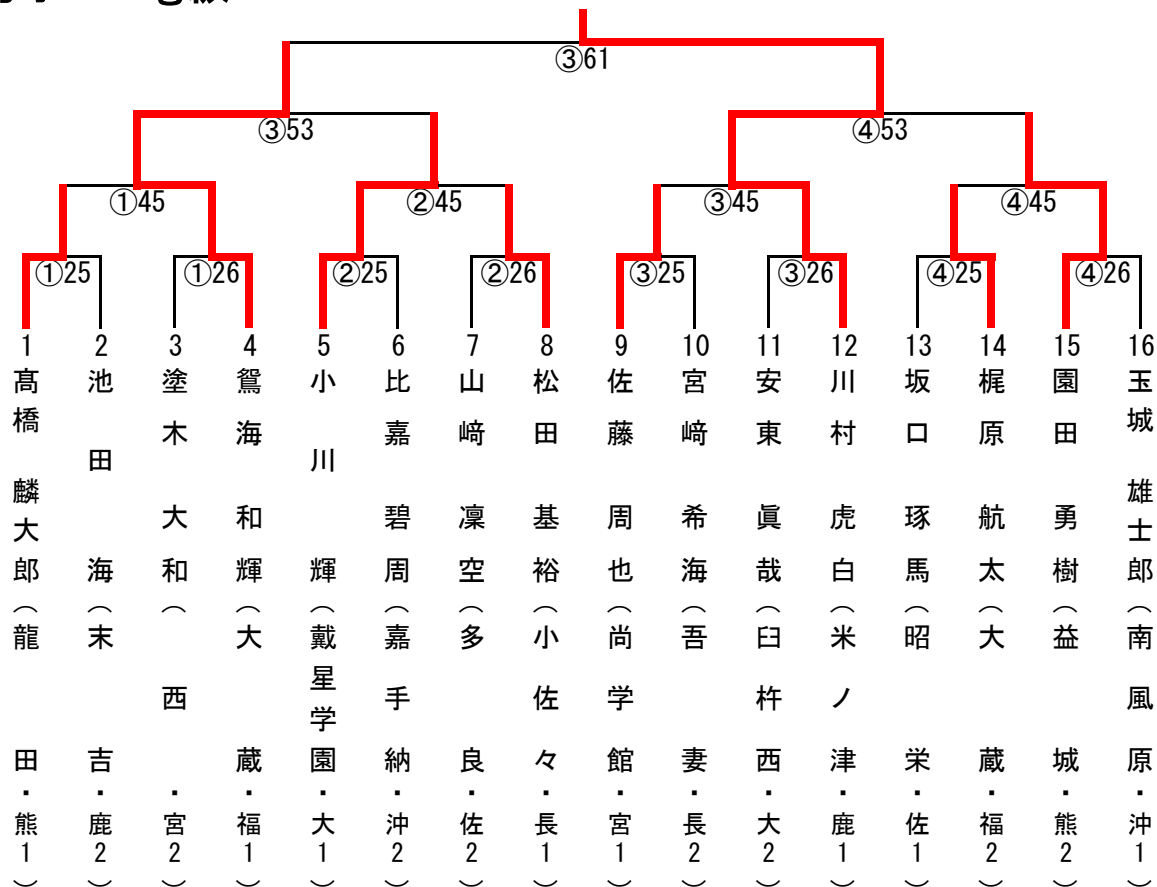 ③61
③53
④53
①45
②45
③45
④45
①25
①26
②25
②26
③25
③26
④25
④26
1
髙橋 麟太郎(龍田・熊1)
2
池田 海(末吉・鹿2)
3
塗木 大和(西・宮2)
4
鴛海 和輝(大蔵・福1)
5
小川 輝(戴星学園・大1)
6
比嘉 碧周(嘉手納・沖2)
7
山﨑 凜空(多良・佐2)
8
松田 基裕(小佐々・長1)
9
佐藤 周也(尚学館・宮1)
10
宮﨑 希海(吾妻・長2)
11
安東 眞哉(臼杵西・大2)
12
川村 虎白(米ノ津・鹿1)
13
坂口 琢馬(昭栄・佐1)
14
梶原 航太(大蔵・福2)
15
園田 勇樹(益城・熊2)
16
玉城 雄士郎(南風原・沖1)